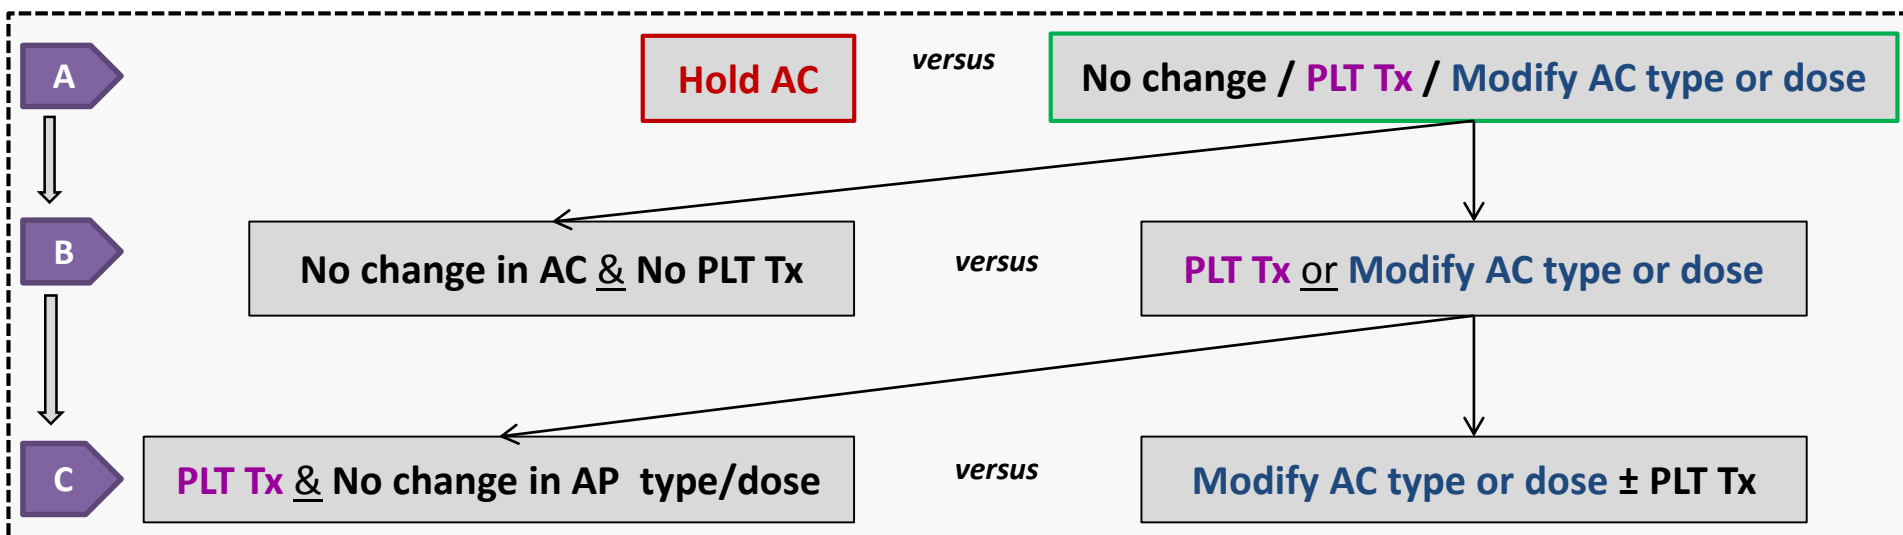 A
Hold AC
versus
No change / PLT Tx / Modify AC type or dose
B
No change in AC & No PLT Tx
versus
PLT Tx or Modify AC type or dose
C
PLT Tx & No change in AP type/dose
versus
Modify AC type or dose ± PLT Tx